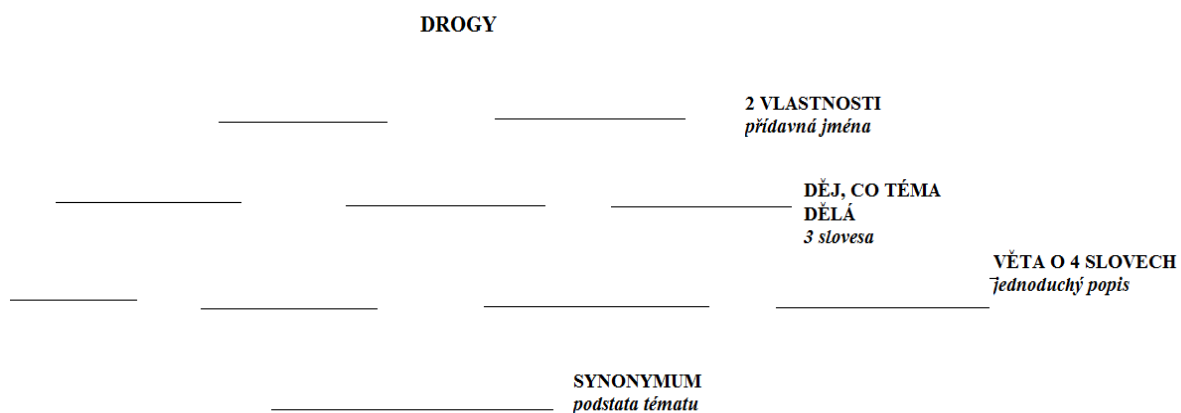 DROGY
2 VLASTNOSTI
přídavná jména
DĚJ, CO TÉMA
DĚLÁ
3 slovesa
VĚTA O 4 SLOVECH
jednoduchý popis
SYNONYMUM
podstata tématu